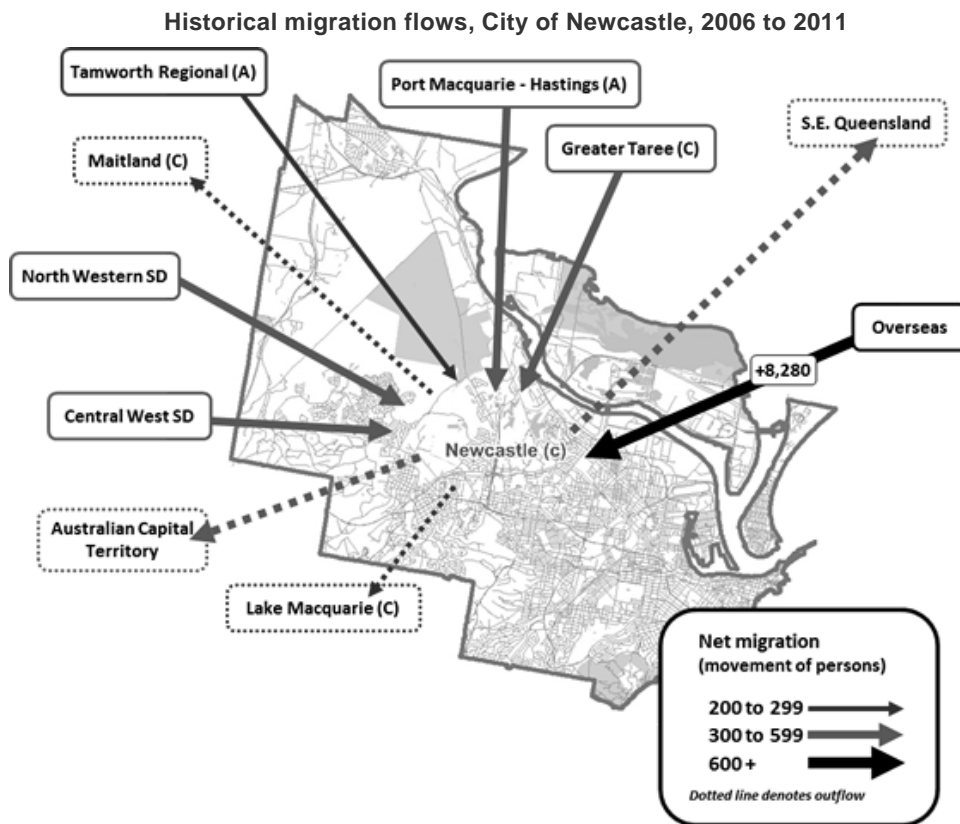 Historical migration flows, City of Newcastle, 2006 to 2011
Tamworth Regional (A)
Port Macquarie - Hastings (A)
S.E. Queensland
Maitland (C)
Greater Taree (C)
North Western SD
Overseas
+8,280
Central West SD
Newcastle (c)
Australian Capital
Territory
Lake Macquarie (C)
Net migration
(movement of persons)
200 to 299
300 to 599
600 +
Dotted line denotes outflow